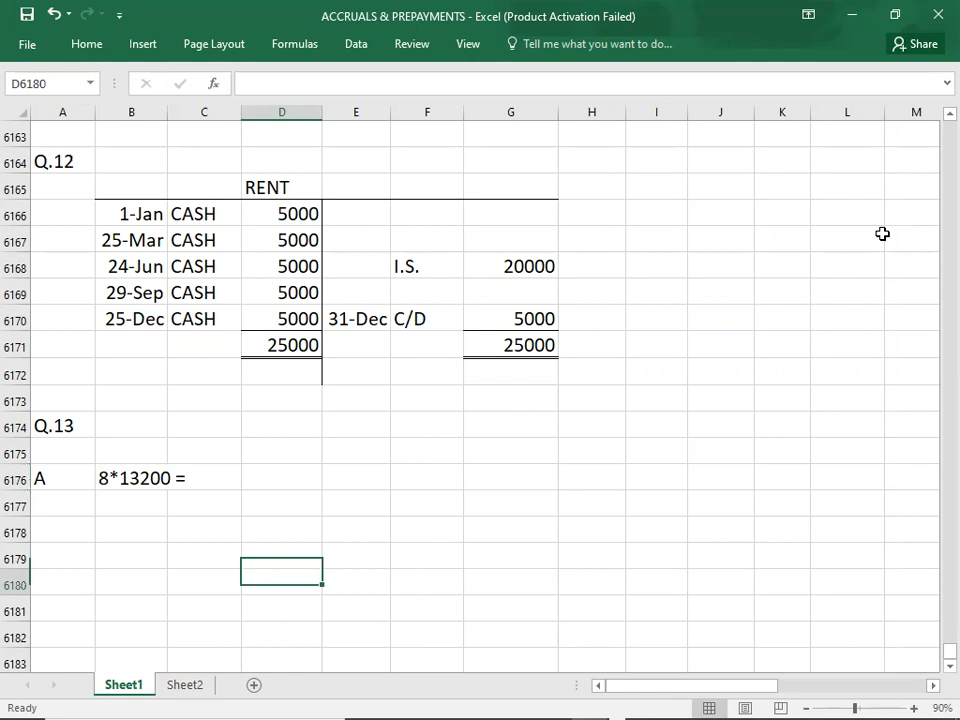 ACCRUALS & PREPAYMENTS - Excel (Product Activation Failed)
File Home Insert Page Layout Formulas Data Review View Tell me what you want to do... Share
D6180 fx
A B C D E F G H I J K L M
6163
6164 Q.12
6165 RENT
6166 1-Jan CASH 5000
6167 25-Mar CASH 5000
6168 24-Jun CASH 5000 I.S. 20000
6169 29-Sep CASH 5000
6170 25-Dec CASH 5000 31-Dec C/D 5000
6171 25000 25000
6172
6173
6174 Q.13
6175
6176 A 8*13200 =
6177
6178
6179
6180
6181
6182
6183
Sheet1 Sheet2
Ready 90%